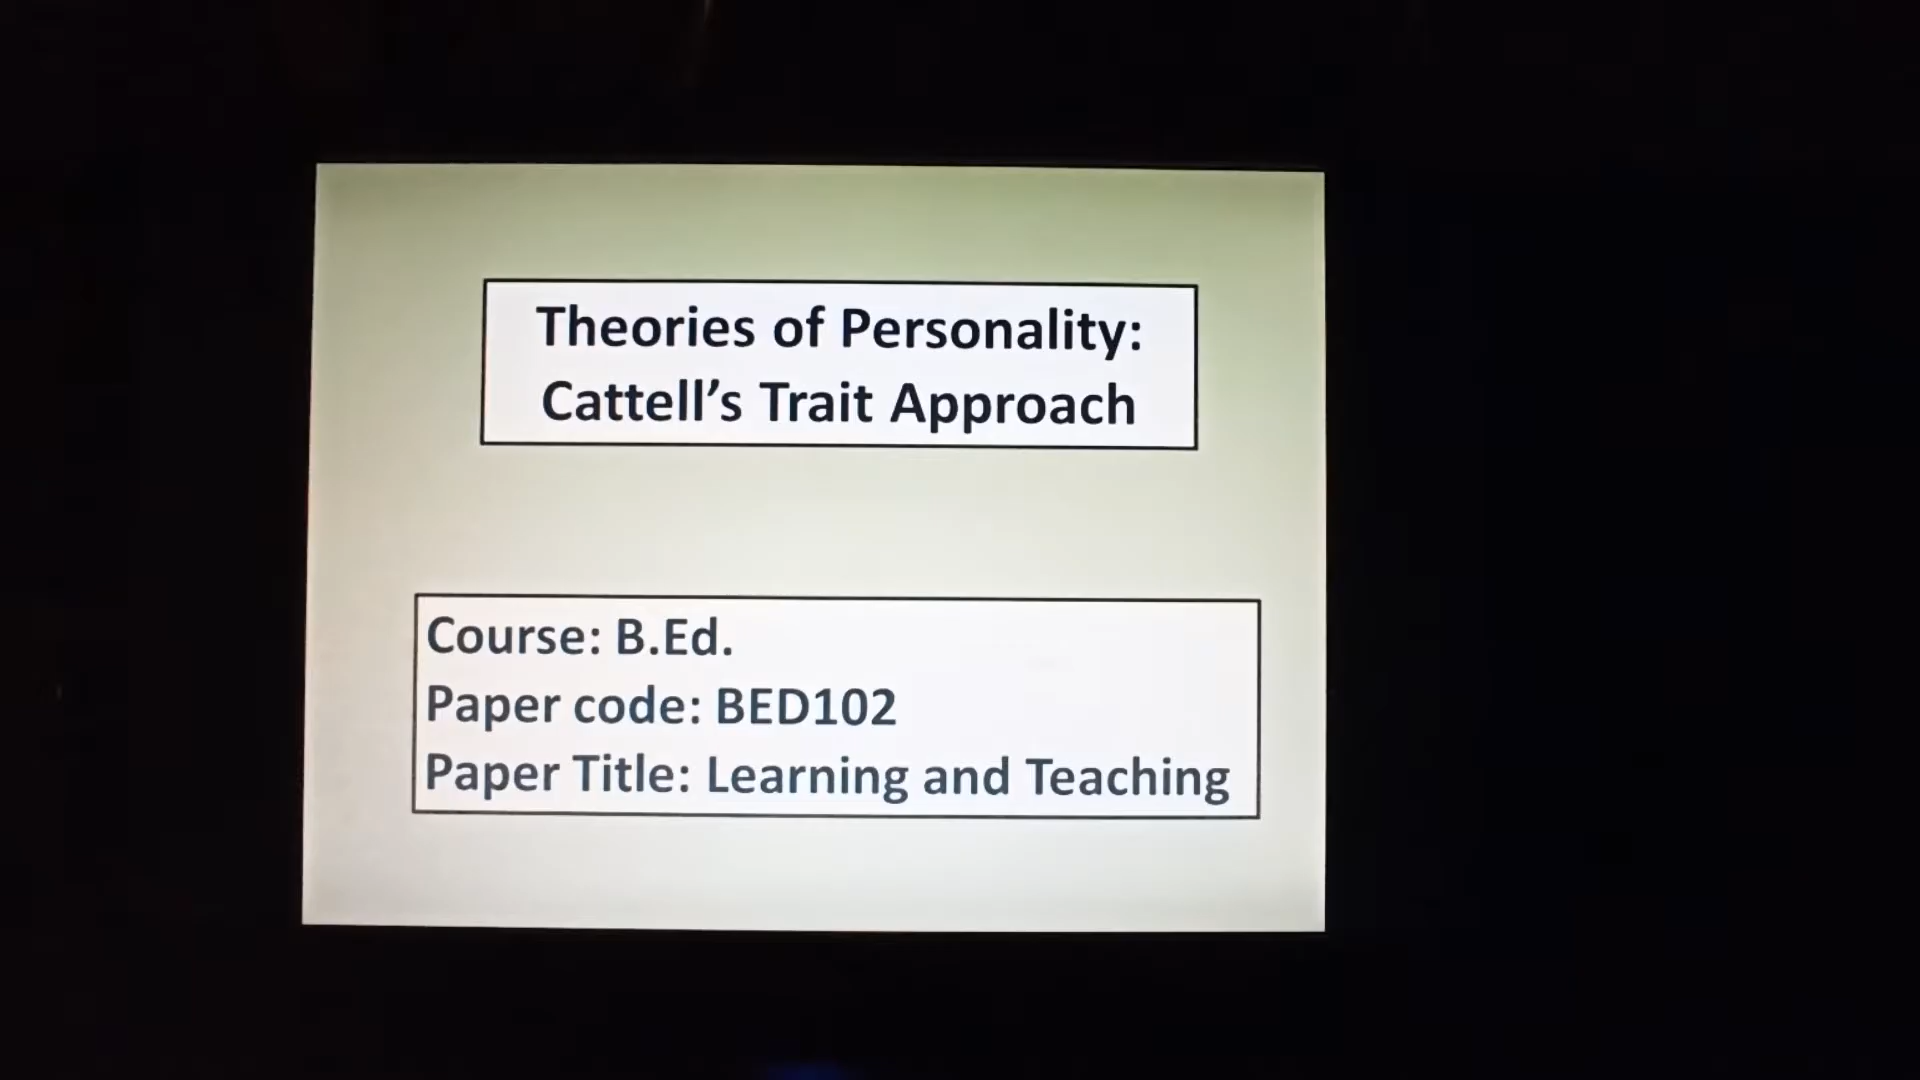 Theories of Personality:
Cattell’s Trait Approach
Course: B.Ed.
Paper code: BED102
Paper Title: Learning and Teaching